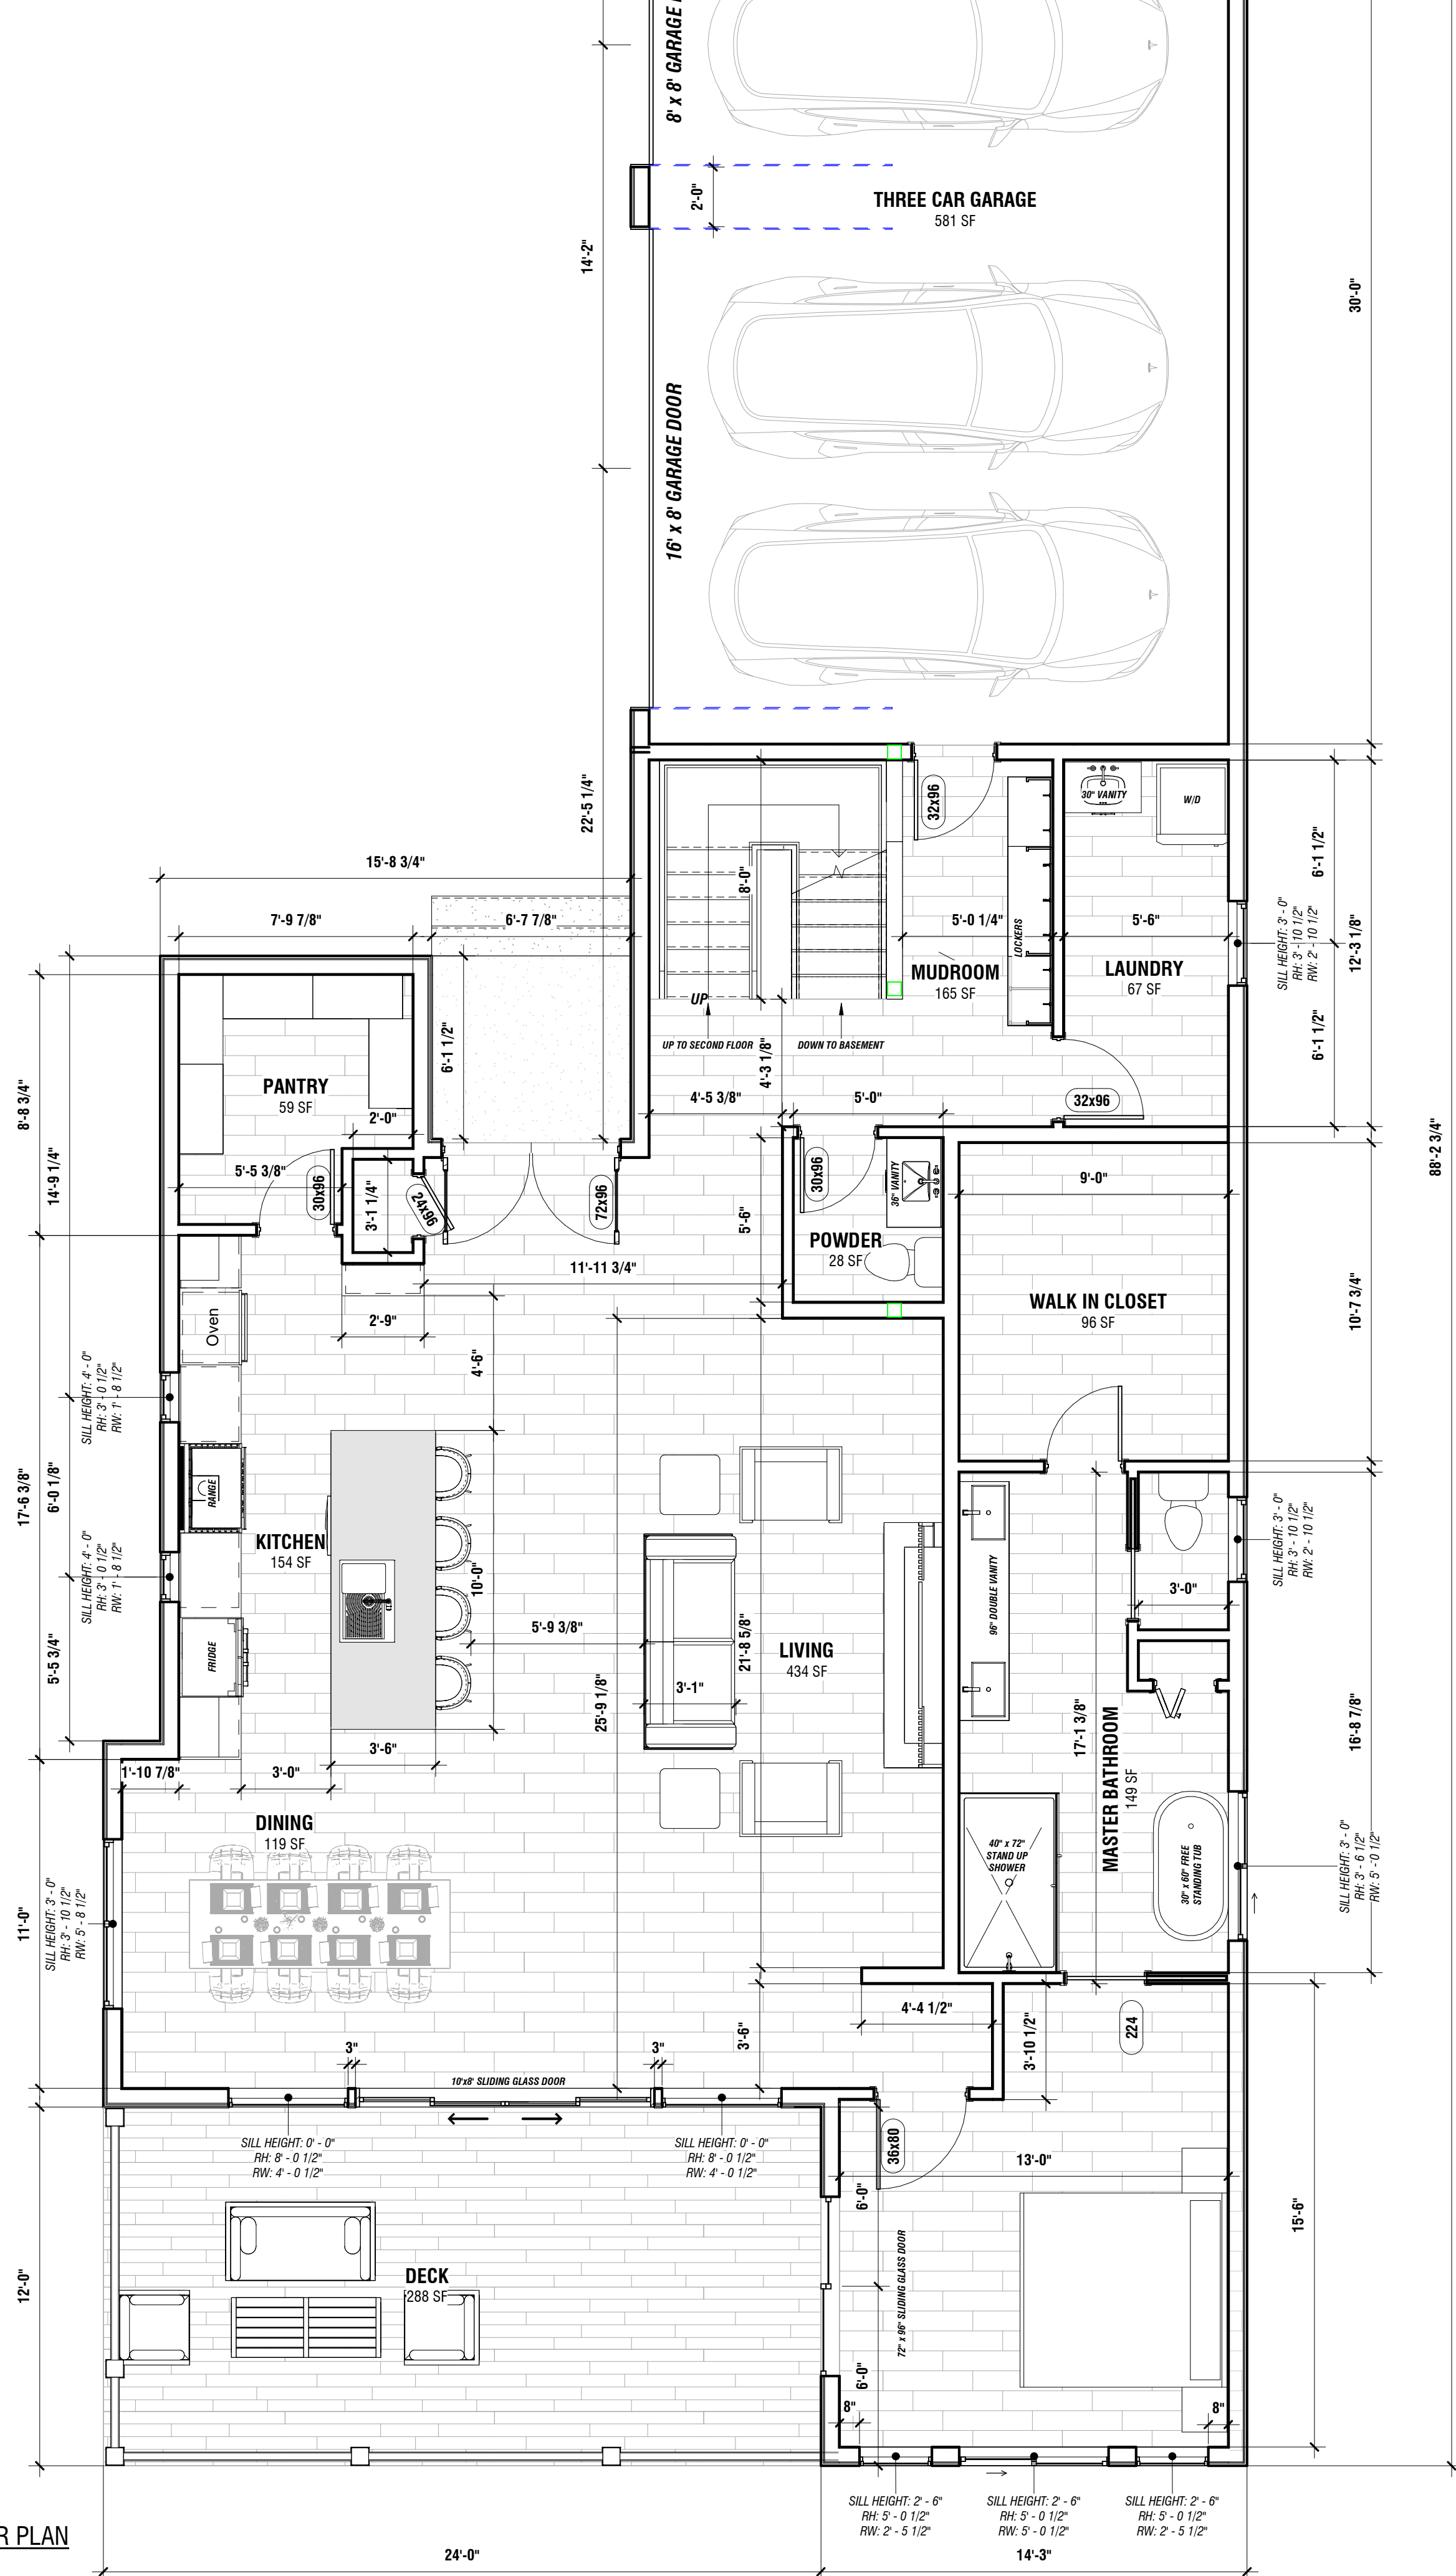 8' x 8' GARAGE
2'-0"
THREE CAR GARAGE
581 SF
14'-2"
30'-0"
16' x 8' GARAGE DOOR
22'-5 1/4"
32x96
30" VANITY
W/D
6'-1 1/2"
15'-8 3/4"
8'-0"
7'-9 7/8"
6'-7 7/8"
5'-0 1/4"
LOCKERS
5'-6"
SILL HEIGHT: 3' - 0"
RH: 3' - 10 1/2"
RW: 2' - 10 1/2"
12'-3 1/8"
MUDROOM
165 SF
LAUNDRY
67 SF
UP
6'-1 1/2"
6'-1 1/2"
UP TO SECOND FLOOR
DOWN TO BASEMENT
4'-3 1/8"
8'-8 3/4"
PANTRY
59 SF
2'-0"
4'-5 3/8"
5'-0"
32x96
88'-2 3/4"
14'-9 1/4"
5'-5 3/8"
30x96
3'-1 1/4"
24x96
72x96
30x96
36" VANITY
9'-0"
5'-6"
POWDER
28 SF
11'-11 3/4"
WALK IN CLOSET
96 SF
10'-7 3/4"
Oven
2'-9"
4'-6"
SILL HEIGHT: 4' - 0"
RH: 3' - 0 1/2"
RW: 1' - 8 1/2"
17'-6 3/8"
6'-0 1/8"
RANGE
KITCHEN
154 SF
SILL HEIGHT: 4' - 0"
RH: 3' - 0 1/2"
RW: 1' - 8 1/2"
10'-0"
96" DOUBLE VANITY
3'-0"
SILL HEIGHT: 3' - 0"
RH: 3' - 10 1/2"
RW: 2' - 10 1/2"
5'-5 3/4"
FRIDGE
5'-9 3/8"
21'-8 5/8"
LIVING
434 SF
3'-1"
25'-9 1/8"
17'-1 3/8"
16'-8 7/8"
3'-6"
1'-10 7/8"
3'-0"
MASTER BATHROOM
149 SF
DINING
119 SF
40" x 72"
STAND UP
SHOWER
30" x 60" FREE
STANDING TUB
SILL HEIGHT: 3' - 0"
RH: 3' - 6 1/2"
RW: 5' - 0 1/2"
11'-0"
SILL HEIGHT: 3' - 0"
RH: 3' - 10 1/2"
RW: 5' - 8 1/2"
4'-4 1/2"
224
3"
3"
3'-6"
3'-10 1/2"
10'x8' SLIDING GLASS DOOR
SILL HEIGHT: 0' - 0"
RH: 8' - 0 1/2"
RW: 4' - 0 1/2"
SILL HEIGHT: 0' - 0"
RH: 8' - 0 1/2"
RW: 4' - 0 1/2"
36x80
13'-0"
6'-0"
15'-6"
72" x 96" SLIDING GLASS DOOR
DECK
288 SF
12'-0"
6'-0"
8"
8"
SILL HEIGHT: 2' - 6"
RH: 5' - 0 1/2"
RW: 2' - 5 1/2"
SILL HEIGHT: 2' - 6"
RH: 5' - 0 1/2"
RW: 5' - 0 1/2"
SILL HEIGHT: 2' - 6"
RH: 5' - 0 1/2"
RW: 2' - 5 1/2"
R PLAN
24'-0"
14'-3"